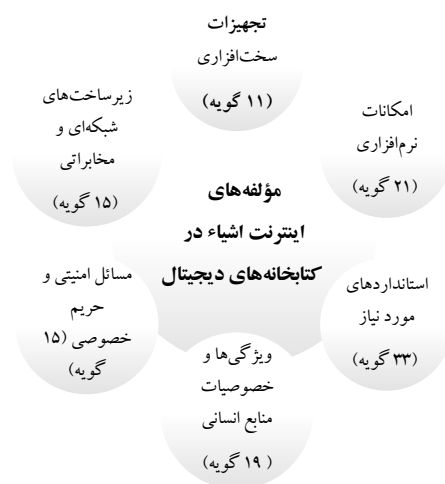 تجهیزات
سخت‌افزاری
(۱۱ گویه)
امکانات
نرم‌افزاری
(۲۱ گویه)
استانداردهای
مورد نیاز
(۳۳ گویه)
ویژگی‌ها و
خصوصیات
منابع انسانی
( ۱۹ گویه)
مسائل امنیتی و
حریم
خصوصی (۱۵
گویه)
زیرساخت‌های
شبکه‌ای و
مخابراتی
(۱۵ گویه)
مؤلفه‌های
اینترنت اشیاء در
کتابخانه‌های دیجیتال